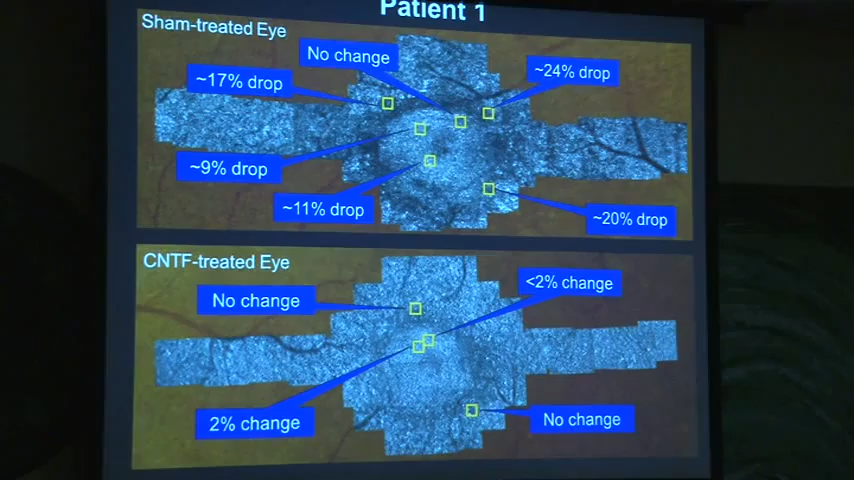 Patient 1
Sham-treated Eye
No change
~24% drop
~17% drop
~9% drop
~11% drop
~20% drop
CNTF-treated Eye
<2% change
No change
2% change
No change